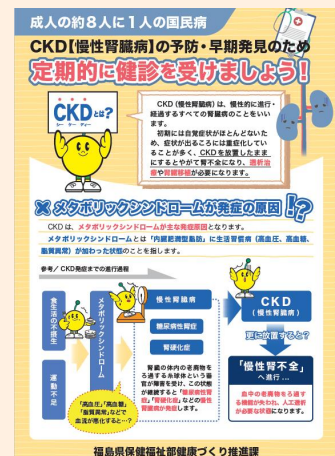 成人の約8人に1人の国民病
CKD【慢性腎臓病】の予防・早期発見のため
定期的に健診を受けましょう！
CKDとは？
シー ケー ディー
CKD（慢性腎臓病）は、慢性的に進行・
経過するすべての腎臓病のことをいい
ます。
初期には自覚症状がほとんどないた
め、症状が出るころには重症化してい
ることが多く、CKDを放置したまま
にするとやがて腎不全になり、透析治
療や腎臓移植が必要になります。
メタボリックシンドロームが発症の原因！？
CKDは、メタボリックシンドロームが主な発症原因となります。
メタボリックシンドロームとは「内臓肥満型脂肪」に生活習慣病（高血圧、高血糖、
脂質異常）が加わった状態のことを指します。
参考／CKD発症までの進行過程
食生活の不摂生
運動不足
メタボリックシンドローム
「高血圧」「高血糖」
「脂質異常」などで
血流が悪化すると…？
慢性腎臓病
糖尿病性腎症
腎硬化症
腎臓の体内の老廃物を
ろ過する糸球体という器
官が障害を受け、この状態
が継続すると「糖尿病性腎
症」「腎硬化症」などの慢性
腎臓病が発症します。
CKD
（慢性腎臓病）
更に放置すると？
「慢性腎不全」
へ進行…
血中の老廃物をろ過す
る機能が失われ、人工透析
が必要な状態になります。
福島県保健福祉部健康づくり推進課